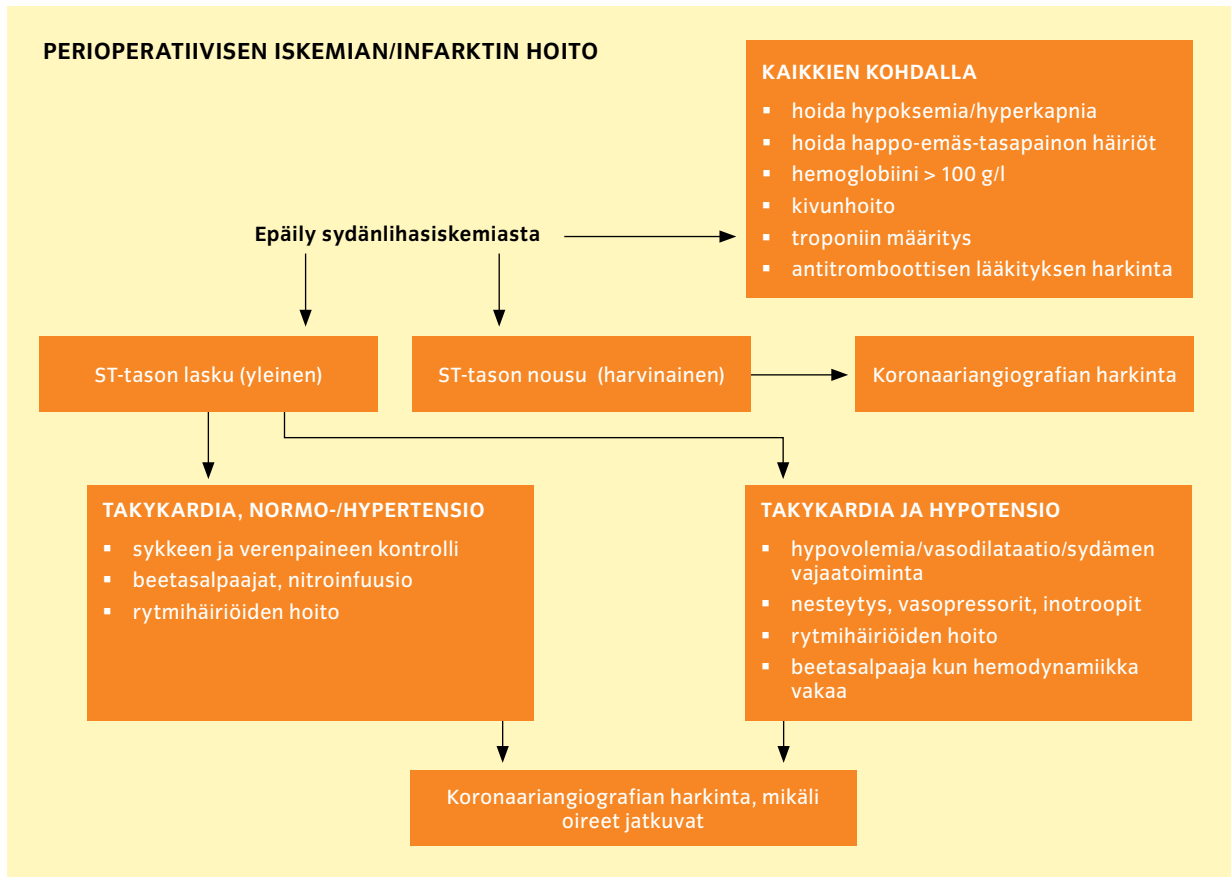 PERIOPERATIIVISEN ISKEMIAN/INFARKTIN HOITO
KAIKKIEN KOHDALLA
▪ hoida hypoksemia/hyperkapnia
▪ hoida happo-emäs-tasapainon häiriöt
▪ hemoglobiini > 100 g/l
▪ kivunhoito
▪ troponiin määritys
▪ antitromboottisen lääkityksen harkinta
Epäily sydänlihasiskemiasta
ST-tason lasku (yleinen)
ST-tason nousu (harvinainen)
Koronaariangiografian harkinta
TAKYKARDIA, NORMO-/HYPERTENSIO
▪ sykkeen ja verenpaineen kontrolli
▪ beetasalpaajat, nitroinfuusio
▪ rytmihäiriöiden hoito
TAKYKARDIA JA HYPOTENSIO
▪ hypovolemia/vasodilataatio/sydämen
vajaatoiminta
▪ nesteytys, vasopressorit, inotroopit
▪ rytmihäiriöiden hoito
▪ beetasalpaaja kun hemodynamiikka
vakaa
Koronaariangiografian harkinta, mikäli
oireet jatkuvat